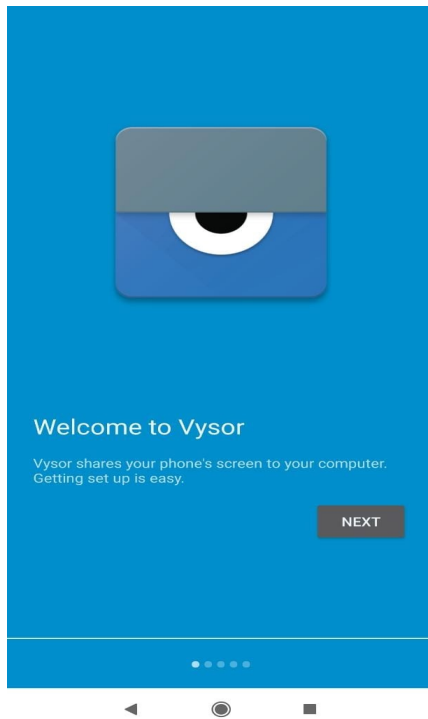 Welcome to Vysor
Vysor shares your phone's screen to your computer.
Getting set up is easy.
NEXT